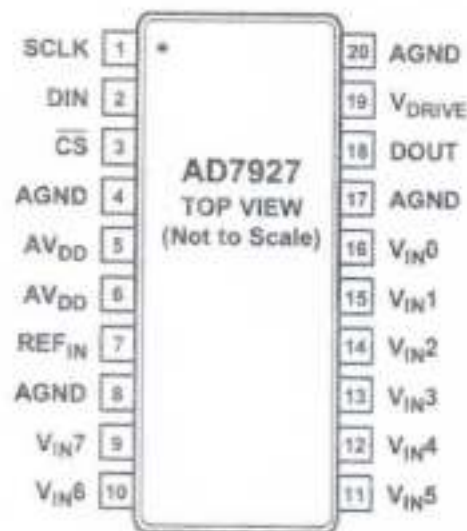 SCLK 1 20 AGND
DIN 2 19 VDRIVE
CS 3 18 DOUT
AGND 4 AD7927 17 AGND
TOP VIEW
AVDD 5 (Not to Scale) 16 VIN0
AVDD 6 15 VIN1
REFIN 7 14 VIN2
AGND 8 13 VIN3
VIN7 9 12 VIN4
VIN6 10 11 VIN5